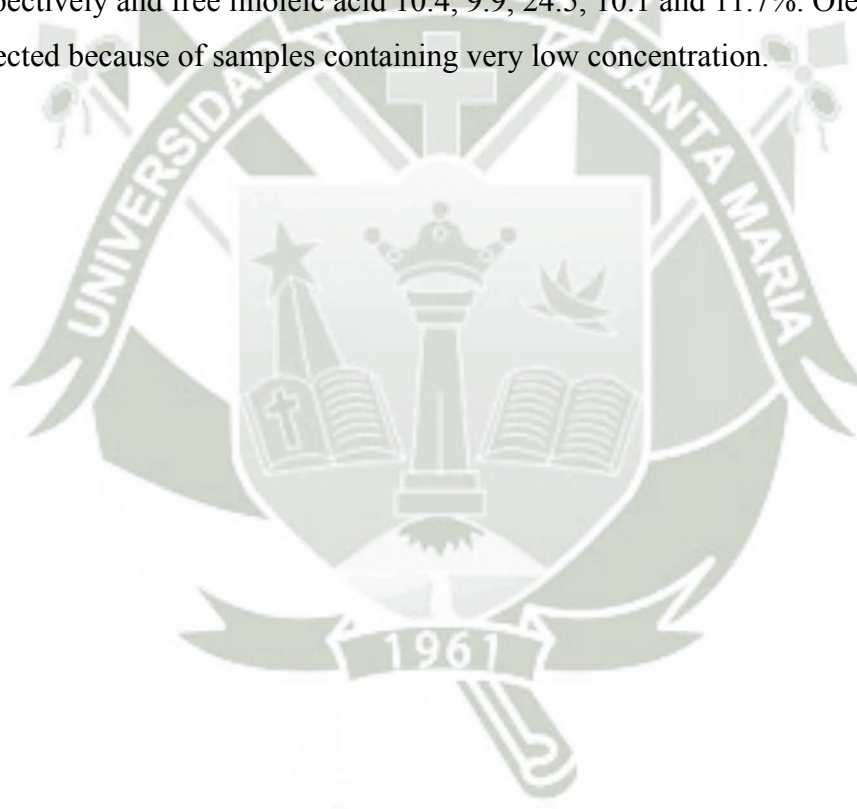 pectively and free linoleic acid 10.4, 9.9, 24.5, 10.1 and 11.7%. Ole
ected because of samples containing very low concentration.
UNIVERSIDA
SANTA MARIA
1961